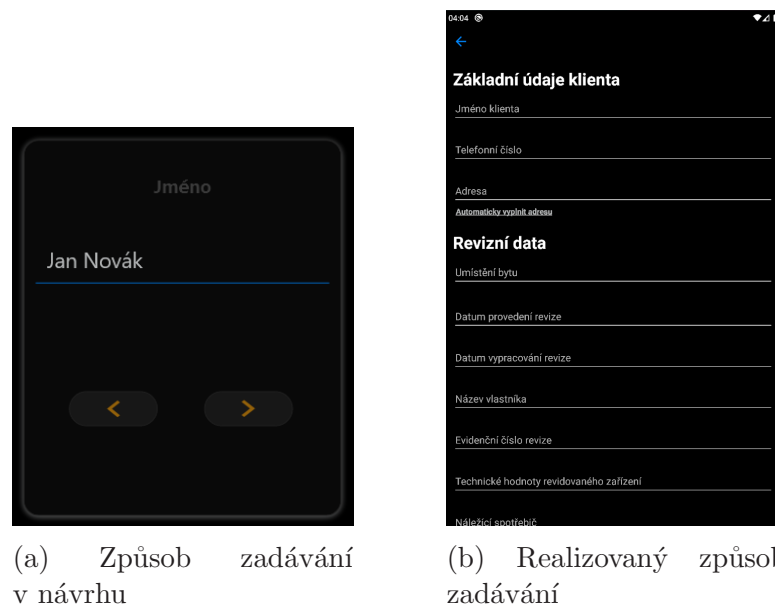 Jméno
Jan Novák
(a) Způsob zadávání
v návrhu
04:04
Základní údaje klienta
Jméno klienta
Telefonní číslo
Adresa
Automaticky vyplnit adresu
Revizní data
Umístění bytu
Datum provedení revize
Datum vypracování revize
Název vlastníka
Evidenční číslo revize
Technické hodnoty revidovaného zařízení
Náležící spotřebič
(b) Realizovaný způsob
zadávání